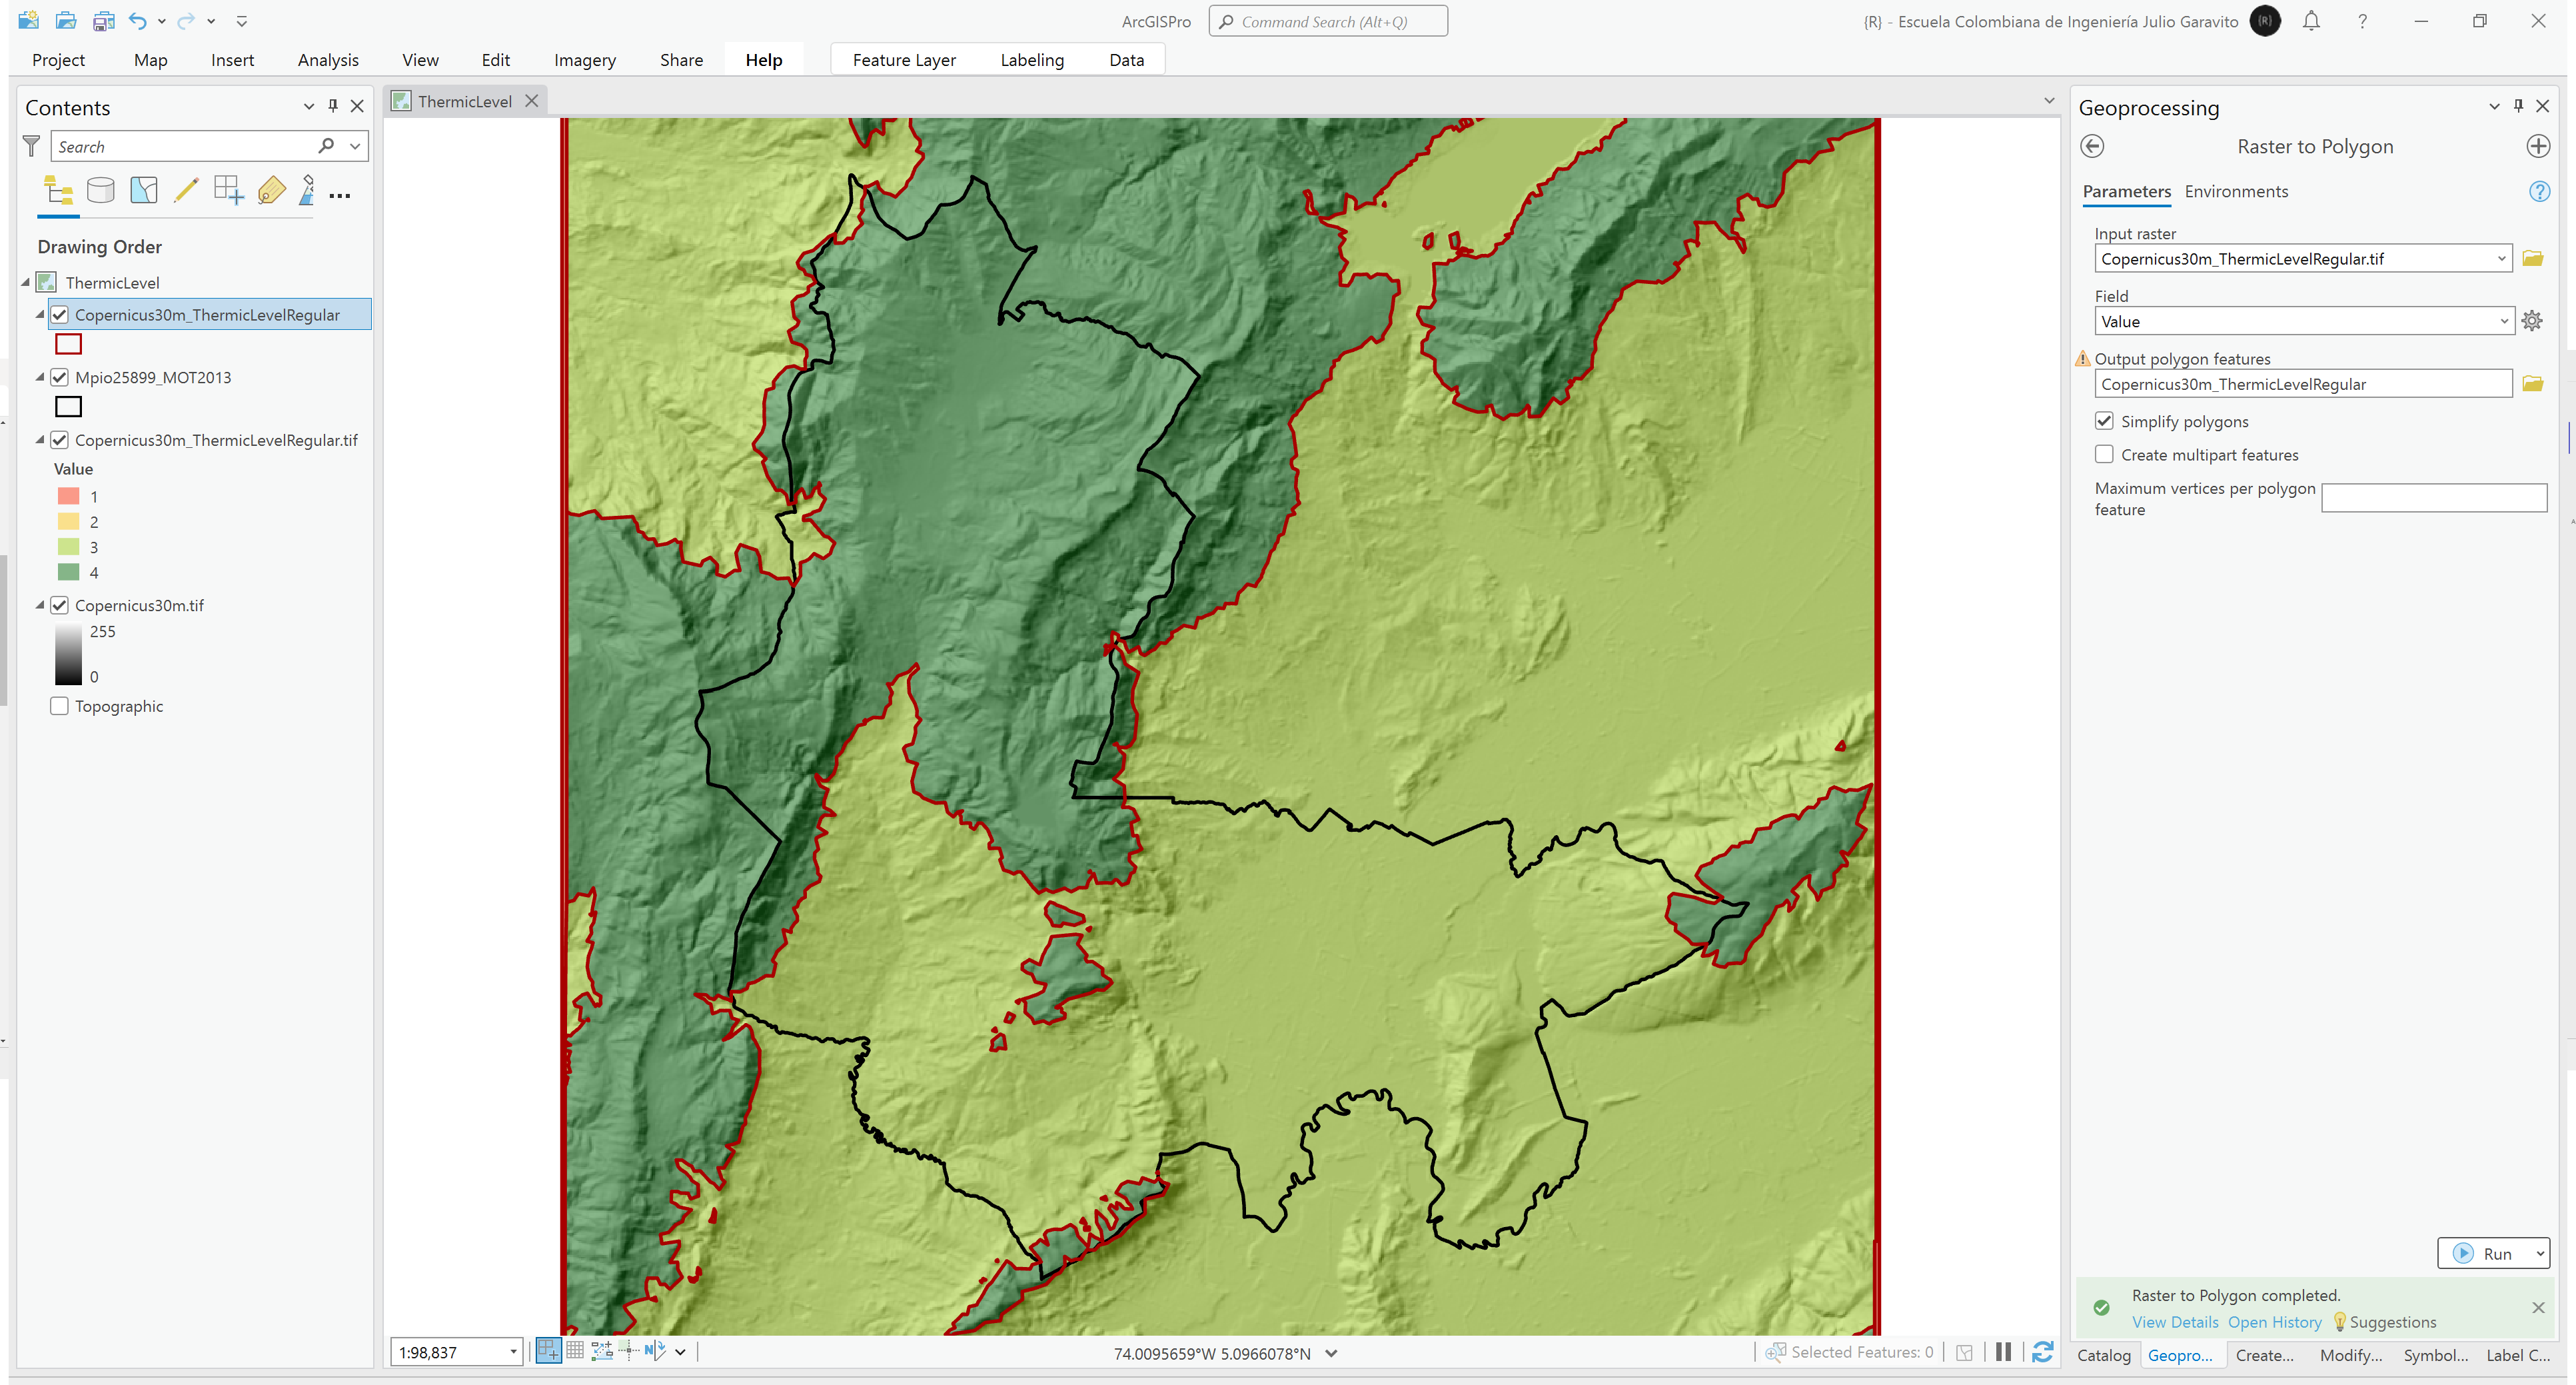 ArcGISPro
Command Search (Alt+Q)
{R} - Escuela Colombiana de Ingeniería Julio Garavito
{R}
Project
Map
Insert
Analysis
View
Edit
Imagery
Share
Help
Feature Layer
Labeling
Data
Contents
Search
Drawing Order
ThermicLevel
Copernicus30m_ThermicLevelRegular
Mpio25899_MOT2013
Copernicus30m_ThermicLevelRegular.tif
Value
1
2
3
4
Copernicus30m.tif
255
0
Topographic
ThermicLevel
1:98,837
74.0095659°W 5.0966078°N
Selected Features: 0
Geoprocessing
Raster to Polygon
Parameters
Environments
Input raster
Copernicus30m_ThermicLevelRegular.tif
Field
Value
Output polygon features
Copernicus30m_ThermicLevelRegular
Simplify polygons
Create multipart features
Maximum vertices per polygon
feature
Run
Raster to Polygon completed.
View Details Open History Suggestions
Catalog
Geopro...
Create...
Modify...
Symbol...
Label C...